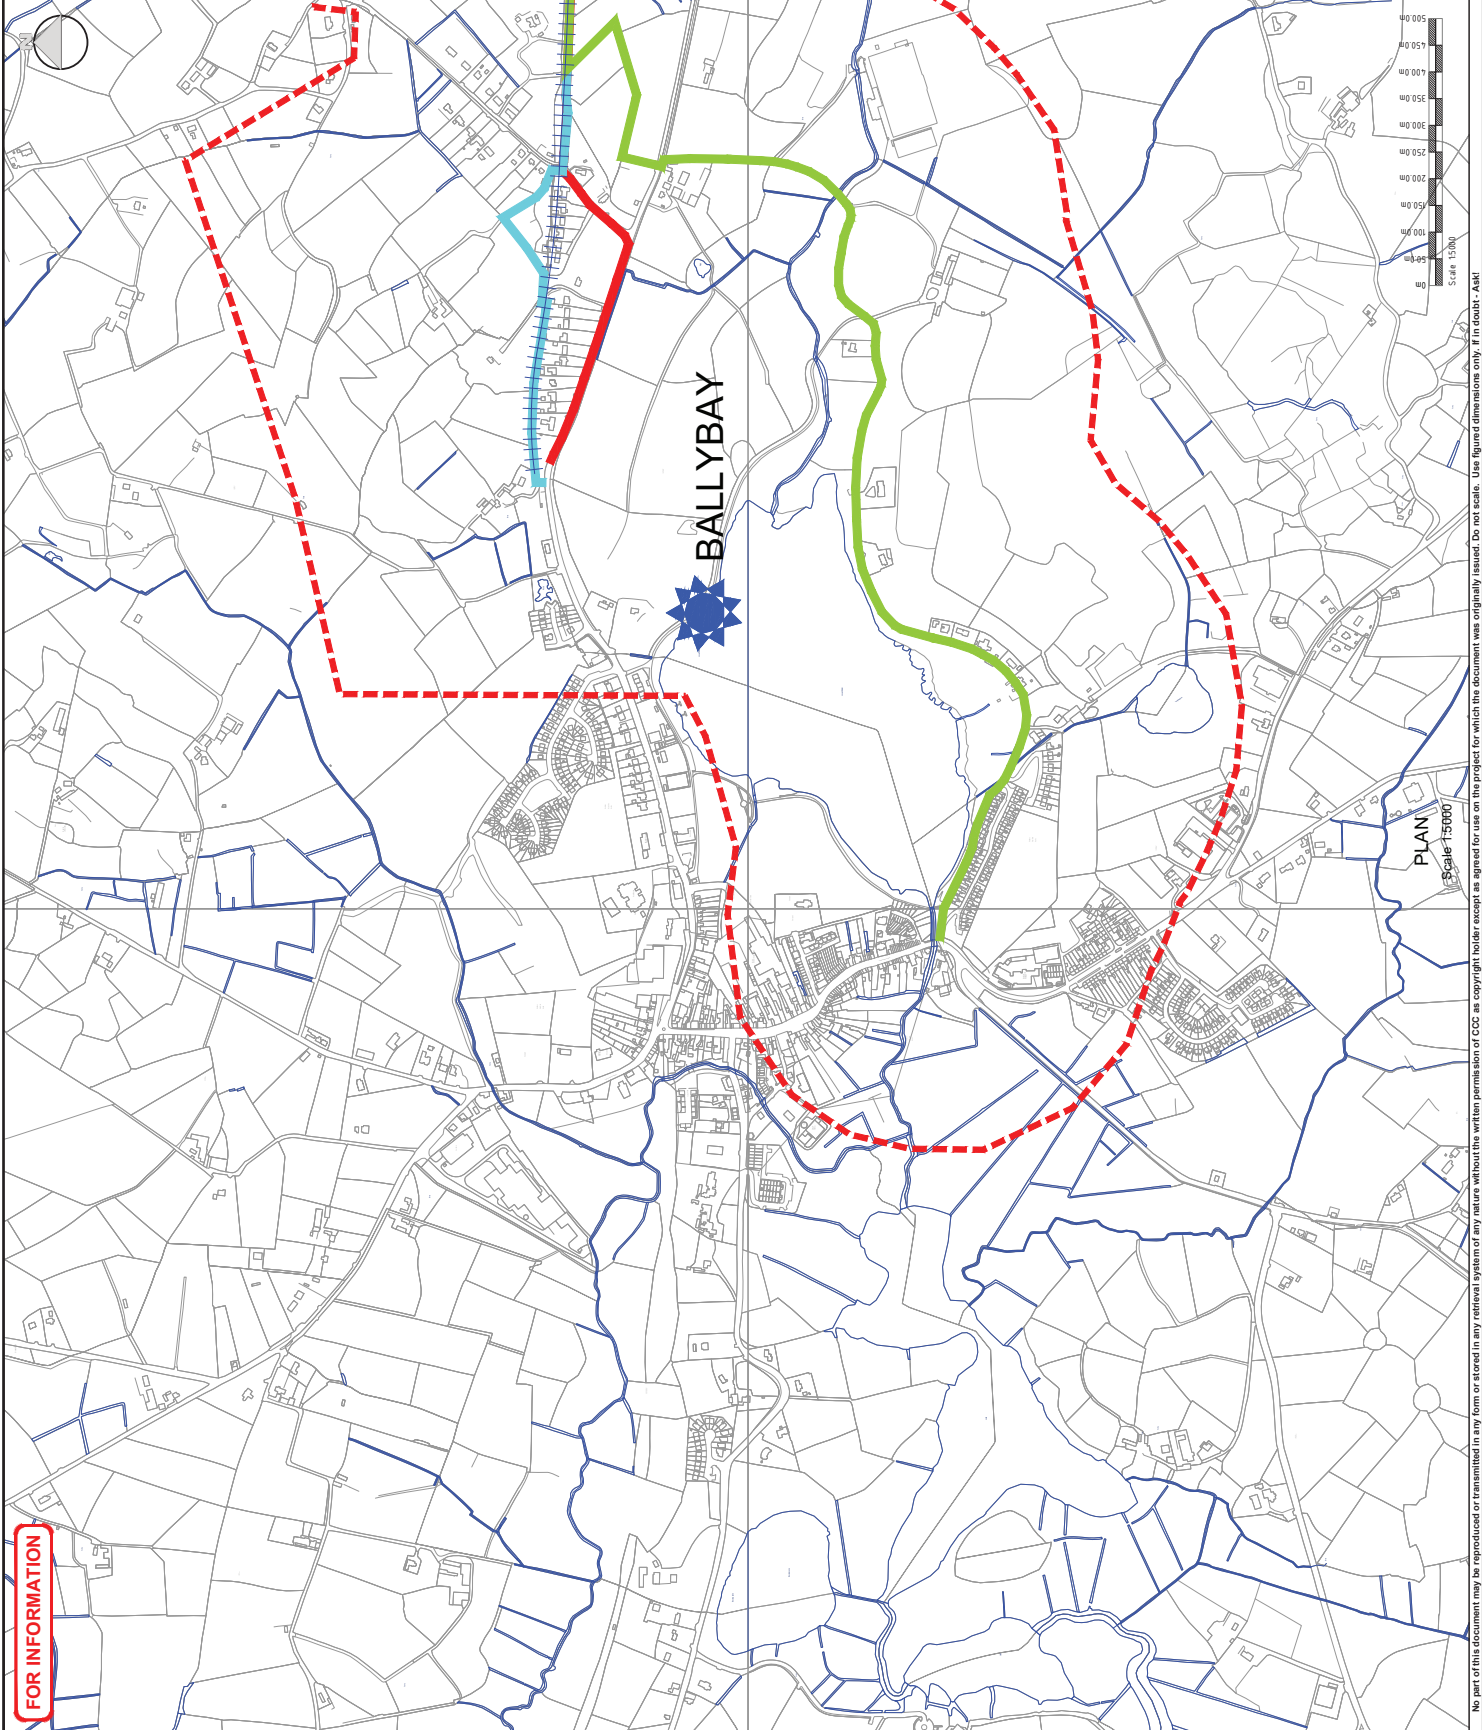 FOR INFORMATION
BALLYBAY
N
PLAN
Scale 1:5000
0m 50.0m 100.0m 150.0m 200.0m 250.0m 300.0m 350.0m 400.0m 450.0m 500.0m
Scale 1:5000
No part of this document may be reproduced or transmitted in any form or stored in any retrieval system of any nature without the written permission of CCC as copyright holder except as agreed for use on the project for which the document was originally issued. Do not scale. Use figured dimensions only. If in doubt - Ask!